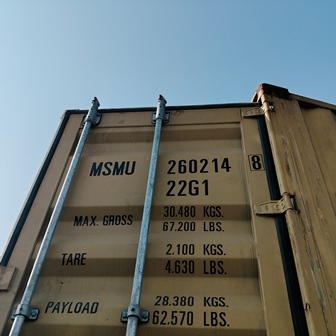 MSMU 260214 8
22G1
MAX. GROSS 30.480 KGS.
67.200 LBS.
TARE 2.100 KGS.
4.630 LBS.
PAYLOAD 28.380 KGS.
62.570 LBS.